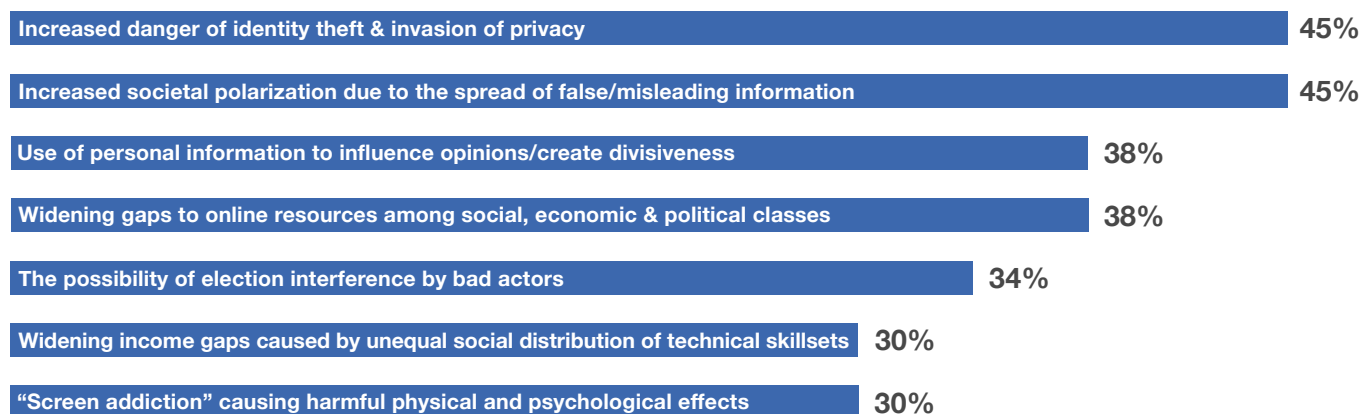 Increased danger of identity theft & invasion of privacy 45%
Increased societal polarization due to the spread of false/misleading information 45%
Use of personal information to influence opinions/create divisiveness 38%
Widening gaps to online resources among social, economic & political classes 38%
The possibility of election interference by bad actors 34%
Widening income gaps caused by unequal social distribution of technical skillsets 30%
“Screen addiction” causing harmful physical and psychological effects 30%